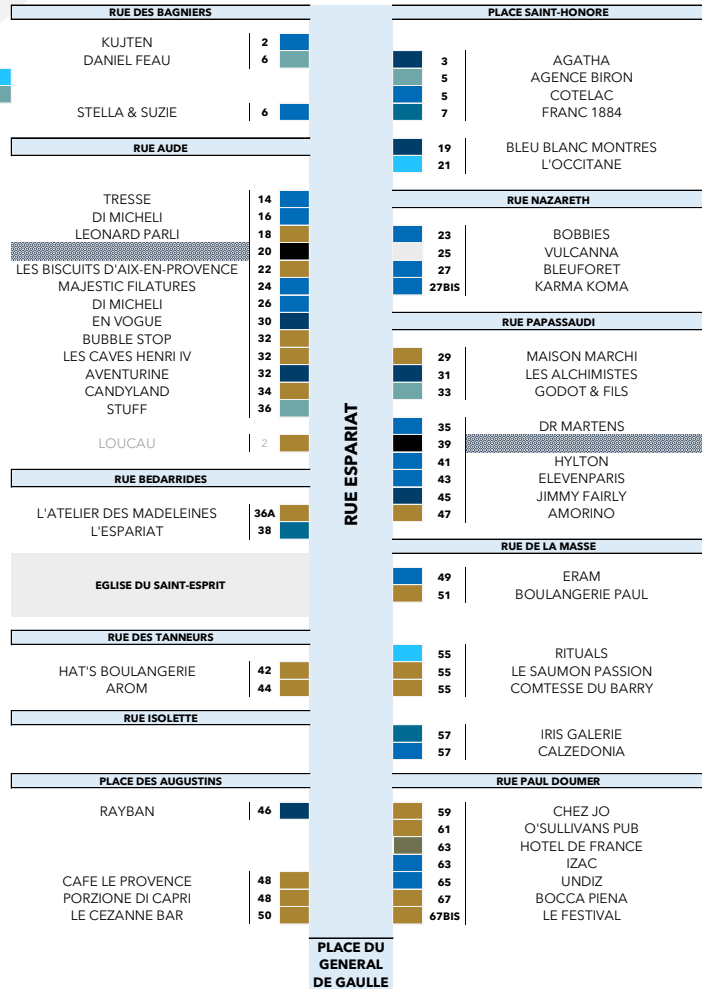 RUE DES BAGNIERS
KUJTEN 2
DANIEL FEAU 6
STELLA & SUZIE 6
RUE AUDE
TRESSE 14
DI MICHELI 16
LEONARD PARLI 18
20
LES BISCUITS D'AIX-EN-PROVENCE 22
MAJESTIC FILATURES 24
DI MICHELI 26
EN VOGUE 30
BUBBLE STOP 32
LES CAVES HENRI IV 32
AVENTURINE 32
CANDYLAND 34
STUFF 36
LOUCAU 2
RUE BEDARRIDES
L'ATELIER DES MADELEINES 36A
L'ESPARIAT 38
EGLISE DU SAINT-ESPRIT
RUE DES TANNEURS
HAT'S BOULANGERIE 42
AROM 44
RUE ISOLETTE
PLACE DES AUGUSTINS
RAYBAN 46
CAFE LE PROVENCE 48
PORZIONE DI CAPRI 48
LE CEZANNE BAR 50
RUE ESPARIAT
PLACE DU
GENERAL
DE GAULLE
PLACE SAINT-HONORE
3 AGATHA
5 AGENCE BIRON
5 COTELAC
7 FRANC 1884
19 BLEU BLANC MONTRES
21 L'OCCITANE
RUE NAZARETH
23 BOBBIES
25 VULCANNA
27 BLEUFORET
27BIS KARMA KOMA
RUE PAPASSAUDI
29 MAISON MARCHI
31 LES ALCHIMISTES
33 GODOT & FILS
35 DR MARTENS
39
41 HYLTON
43 ELEVENPARIS
45 JIMMY FAIRLY
47 AMORINO
RUE DE LA MASSE
49 ERAM
51 BOULANGERIE PAUL
55 RITUALS
55 LE SAUMON PASSION
55 COMTESSE DU BARRY
57 IRIS GALERIE
57 CALZEDONIA
RUE PAUL DOUMER
59 CHEZ JO
61 O'SULLIVANS PUB
63 HOTEL DE FRANCE
63 IZAC
65 UNDIZ
67 BOCCA PIENA
67BIS LE FESTIVAL